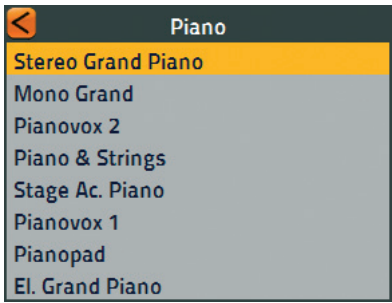 Piano
Stereo Grand Piano
Mono Grand
Pianovox 2
Piano & Strings
Stage Ac. Piano
Pianovox 1
Pianopad
El. Grand Piano